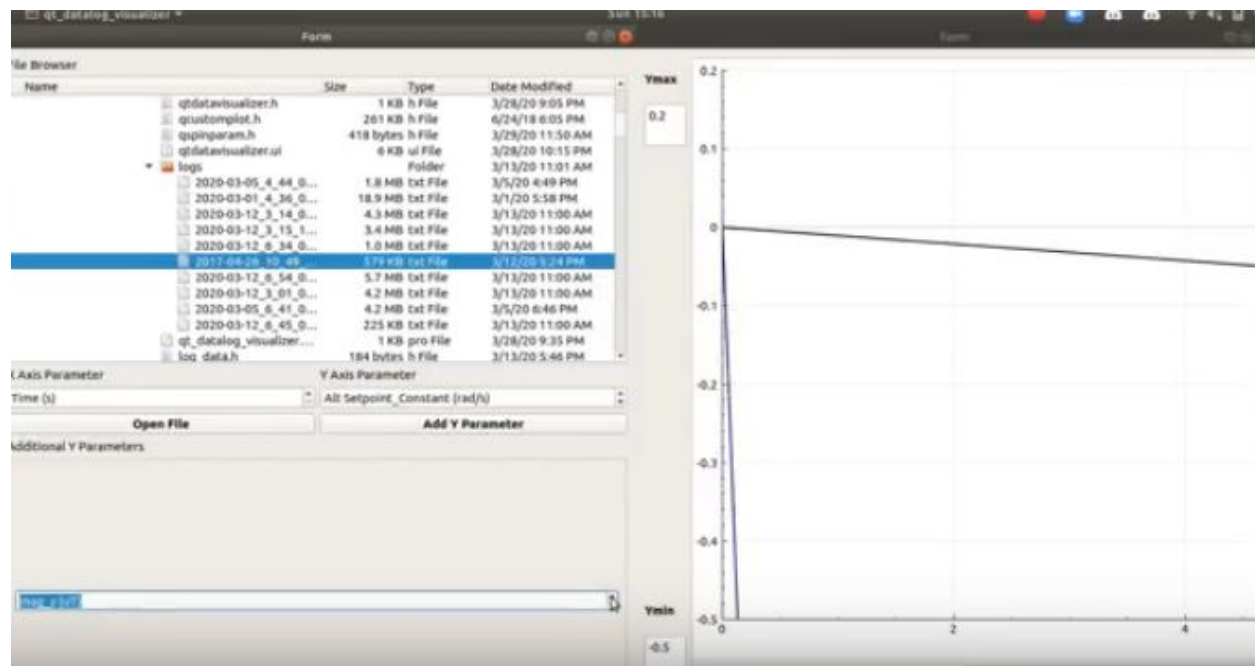 qt_datalog_visualizer
Sun 15:16
Form
Form
File Browser
Name Size Type Date Modified
qtdatavisualizer.h 1 KB h File 3/28/20 9:05 PM
qcustomplot.h 261 KB h File 6/24/18 6:05 PM
qspinparam.h 418 bytes h File 3/29/20 11:50 AM
qtdatavisualizer.ui 6 KB ui File 3/28/20 10:15 PM
logs Folder 3/13/20 11:01 AM
2020-03-05_4_44_0... 1.8 MB txt File 3/5/20 4:49 PM
2020-03-01_4_36_0... 18.9 MB txt File 3/1/20 5:58 PM
2020-03-12_3_14_0... 4.3 MB txt File 3/13/20 11:00 AM
2020-03-12_3_15_1... 3.4 MB txt File 3/13/20 11:00 AM
2020-03-12_6_34_0... 1.0 MB txt File 3/13/20 11:00 AM
2017-04-26_10_49_... 579 KB txt File 3/12/20 5:24 PM
2020-03-12_6_54_0... 5.7 MB txt File 3/13/20 11:00 AM
2020-03-12_3_01_0... 4.2 MB txt File 3/13/20 11:00 AM
2020-03-05_6_41_0... 4.2 MB txt File 3/5/20 6:46 PM
2020-03-12_6_45_0... 225 KB txt File 3/13/20 11:00 AM
qt_datalog_visualizer.... 1 KB pro File 3/28/20 9:35 PM
log_data.h 184 bytes h File 3/13/20 5:46 PM
X Axis Parameter Y Axis Parameter
Time (s) Alt Setpoint_Constant (rad/s)
Open File Add Y Parameter
Additional Y Parameters
Ymax
0.2
Ymin
-0.5
0.2
0.1
0
-0.1
-0.2
-0.3
-0.4
-0.5
0 2 4